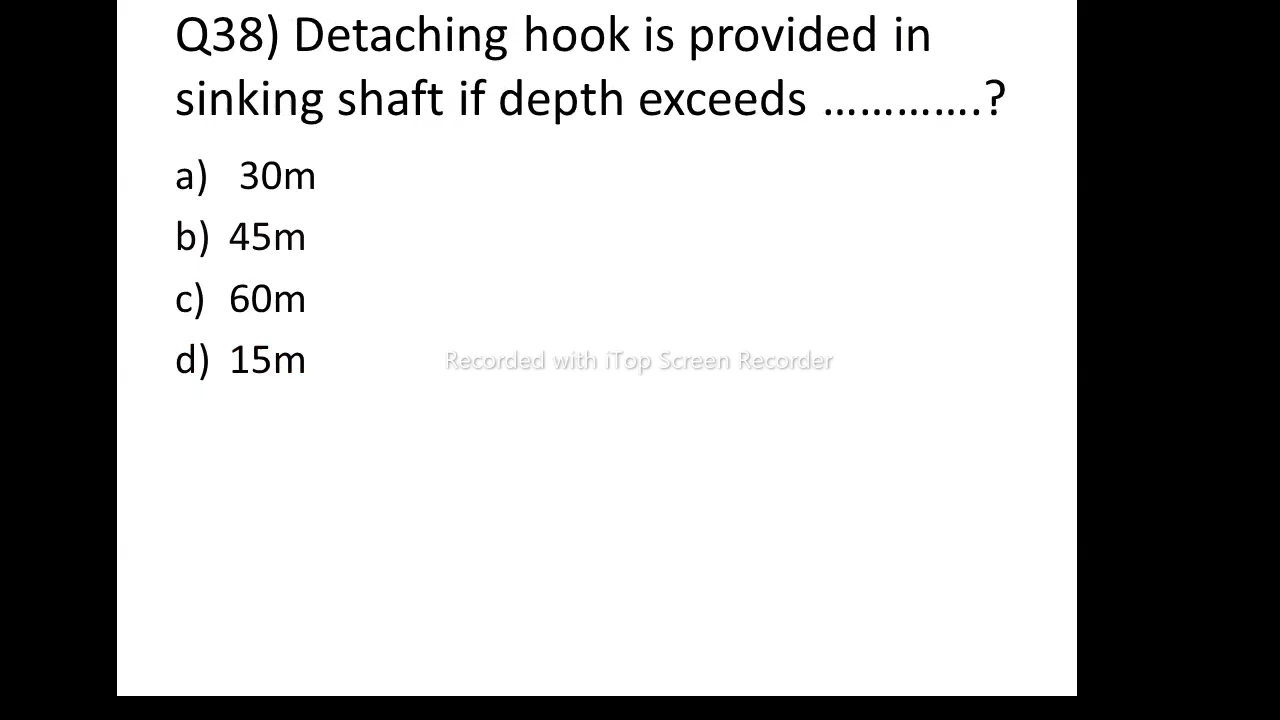 Q38) Detaching hook is provided in
sinking shaft if depth exceeds ………….?
a) 30m
b) 45m
c) 60m
d) 15m
Recorded with iTop Screen Recorder